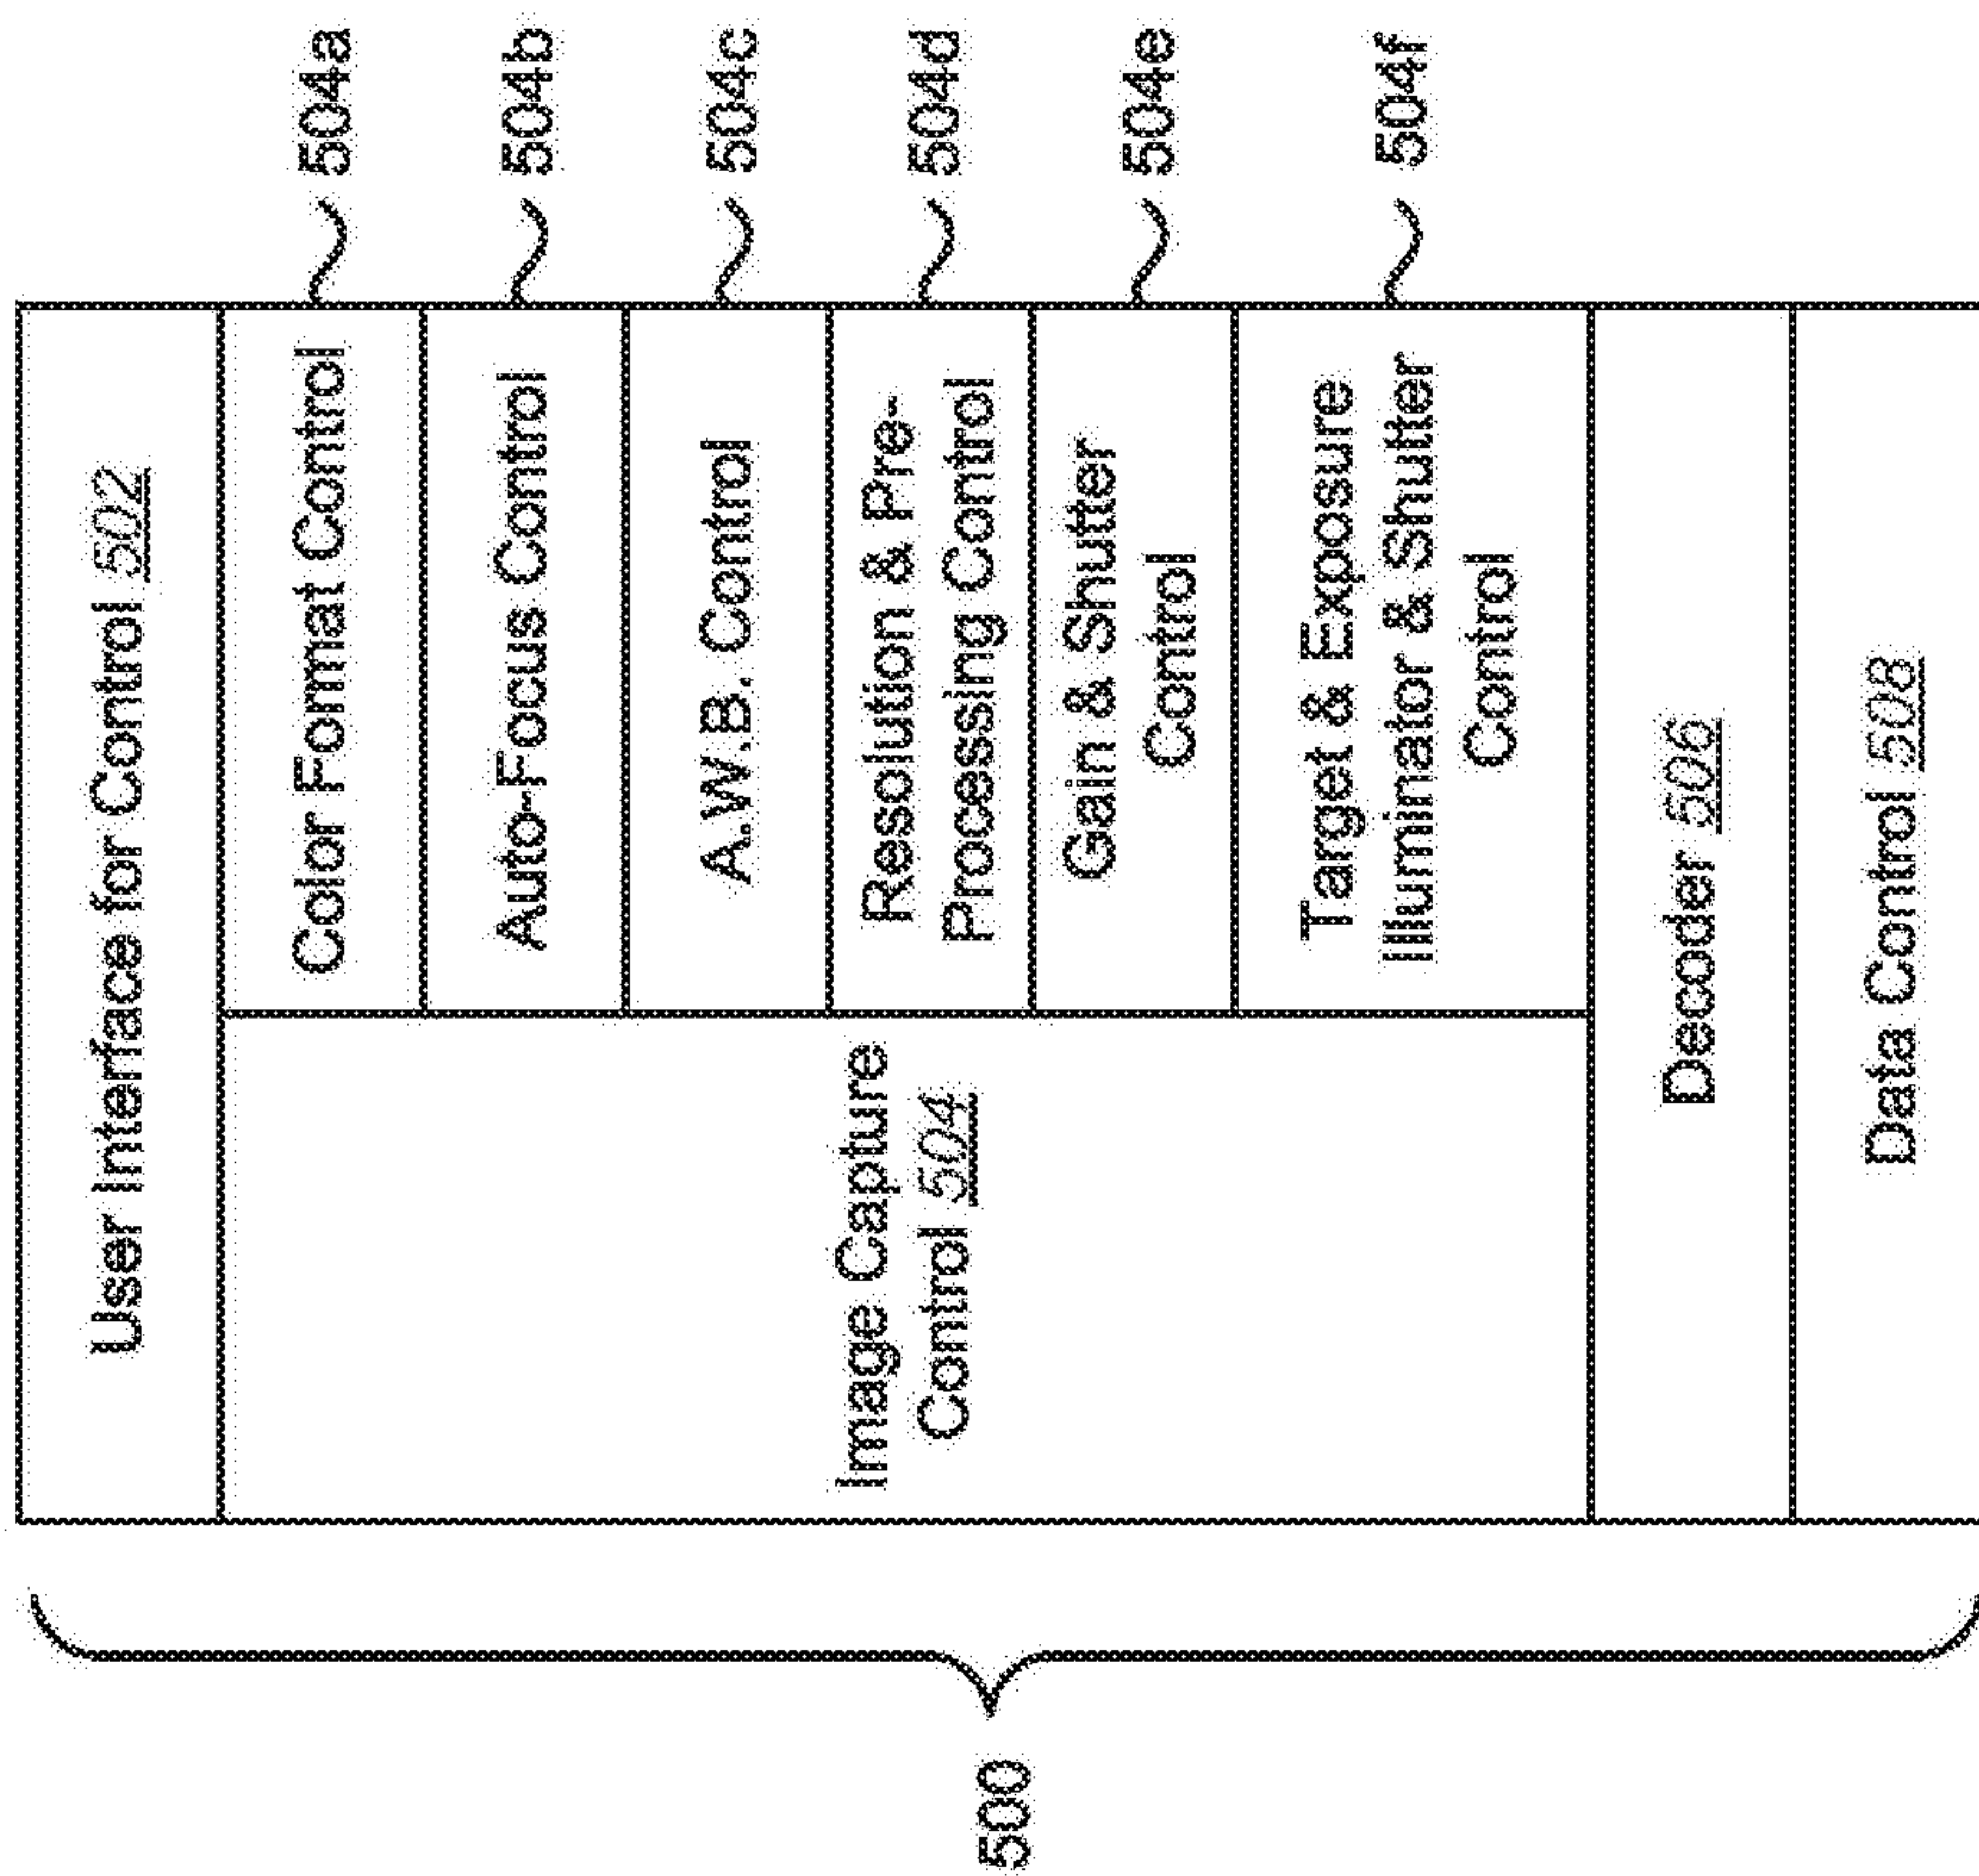 500
User Interface for Control 502
Image Capture
Control 504
Color Format Control
504a
Auto-Focus Control
504b
A.W.B. Control
504c
Resolution & Pre-
Processing Control
504d
Gain & Shutter
Control
504e
Target & Exposure
Illuminator & Shutter
Control
504f
Decoder 506
Data Control 508